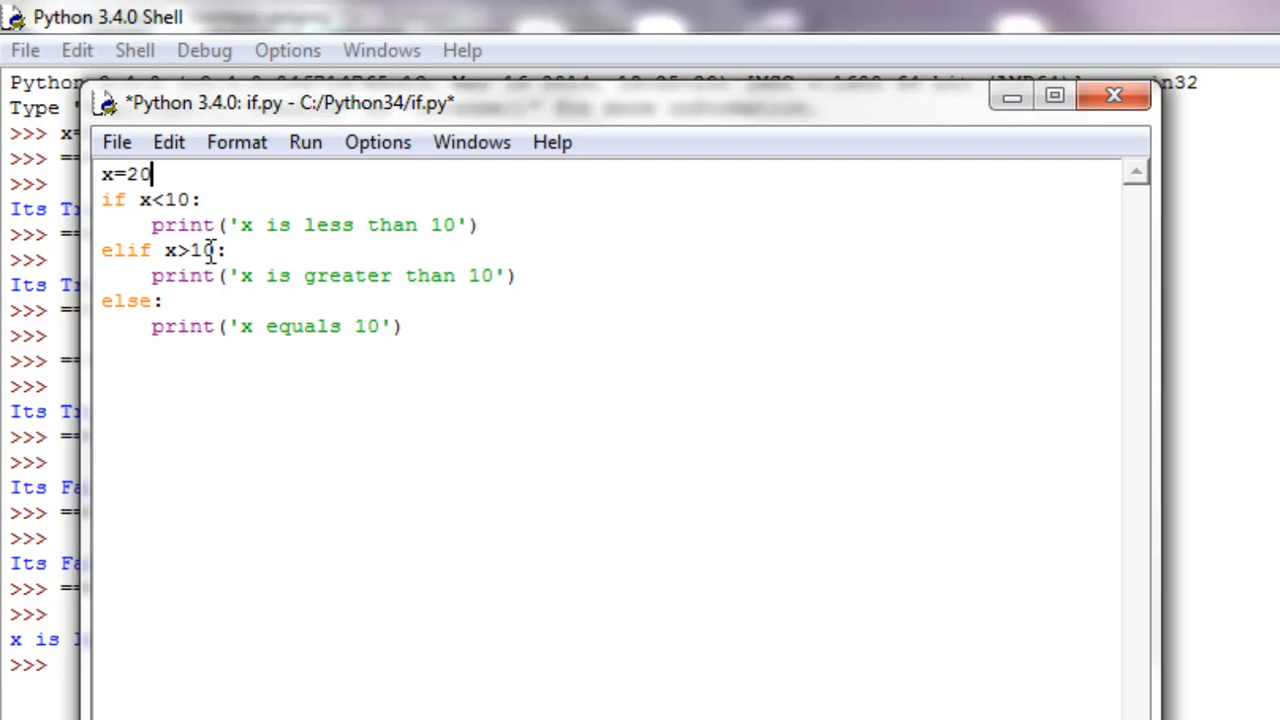 Python 3.4.0 Shell
File Edit Shell Debug Options Windows Help
Python
Type "
>>> x=
>>> ==
>>>
Its
>>> ==
>>>
Its
>>> ==
>>>
>>> ==
>>>
Its
>>> ==
>>>
Its
>>> ==
>>>
Its
>>> ==
>>>
x is
>>>
*Python 3.4.0: if.py - C:/Python34/if.py*
File Edit Format Run Options Windows Help
x=20
if x<10:
    print('x is less than 10')
elif x>10:
    print('x is greater than 10')
else:
    print('x equals 10')